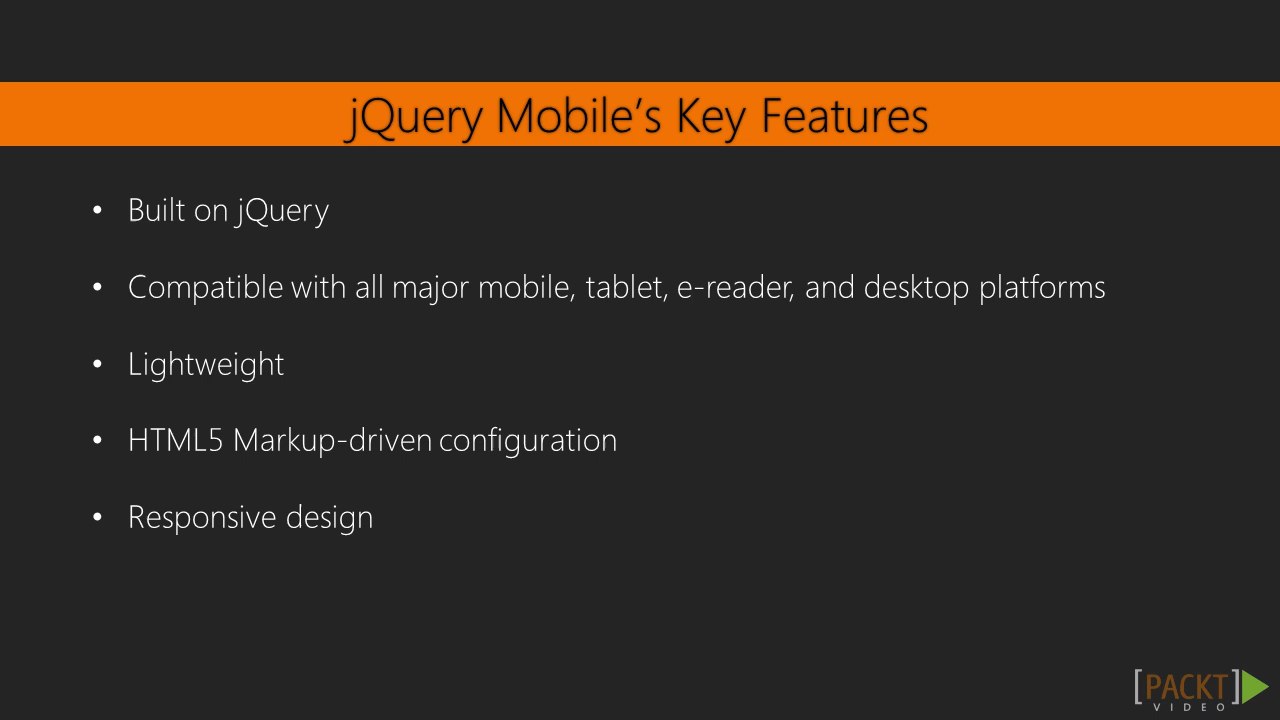 jQuery Mobile’s Key Features
• Built on jQuery
• Compatible with all major mobile, tablet, e-reader, and desktop platforms
• Lightweight
• HTML5 Markup-driven configuration
• Responsive design
[PACKT]
VIDEO